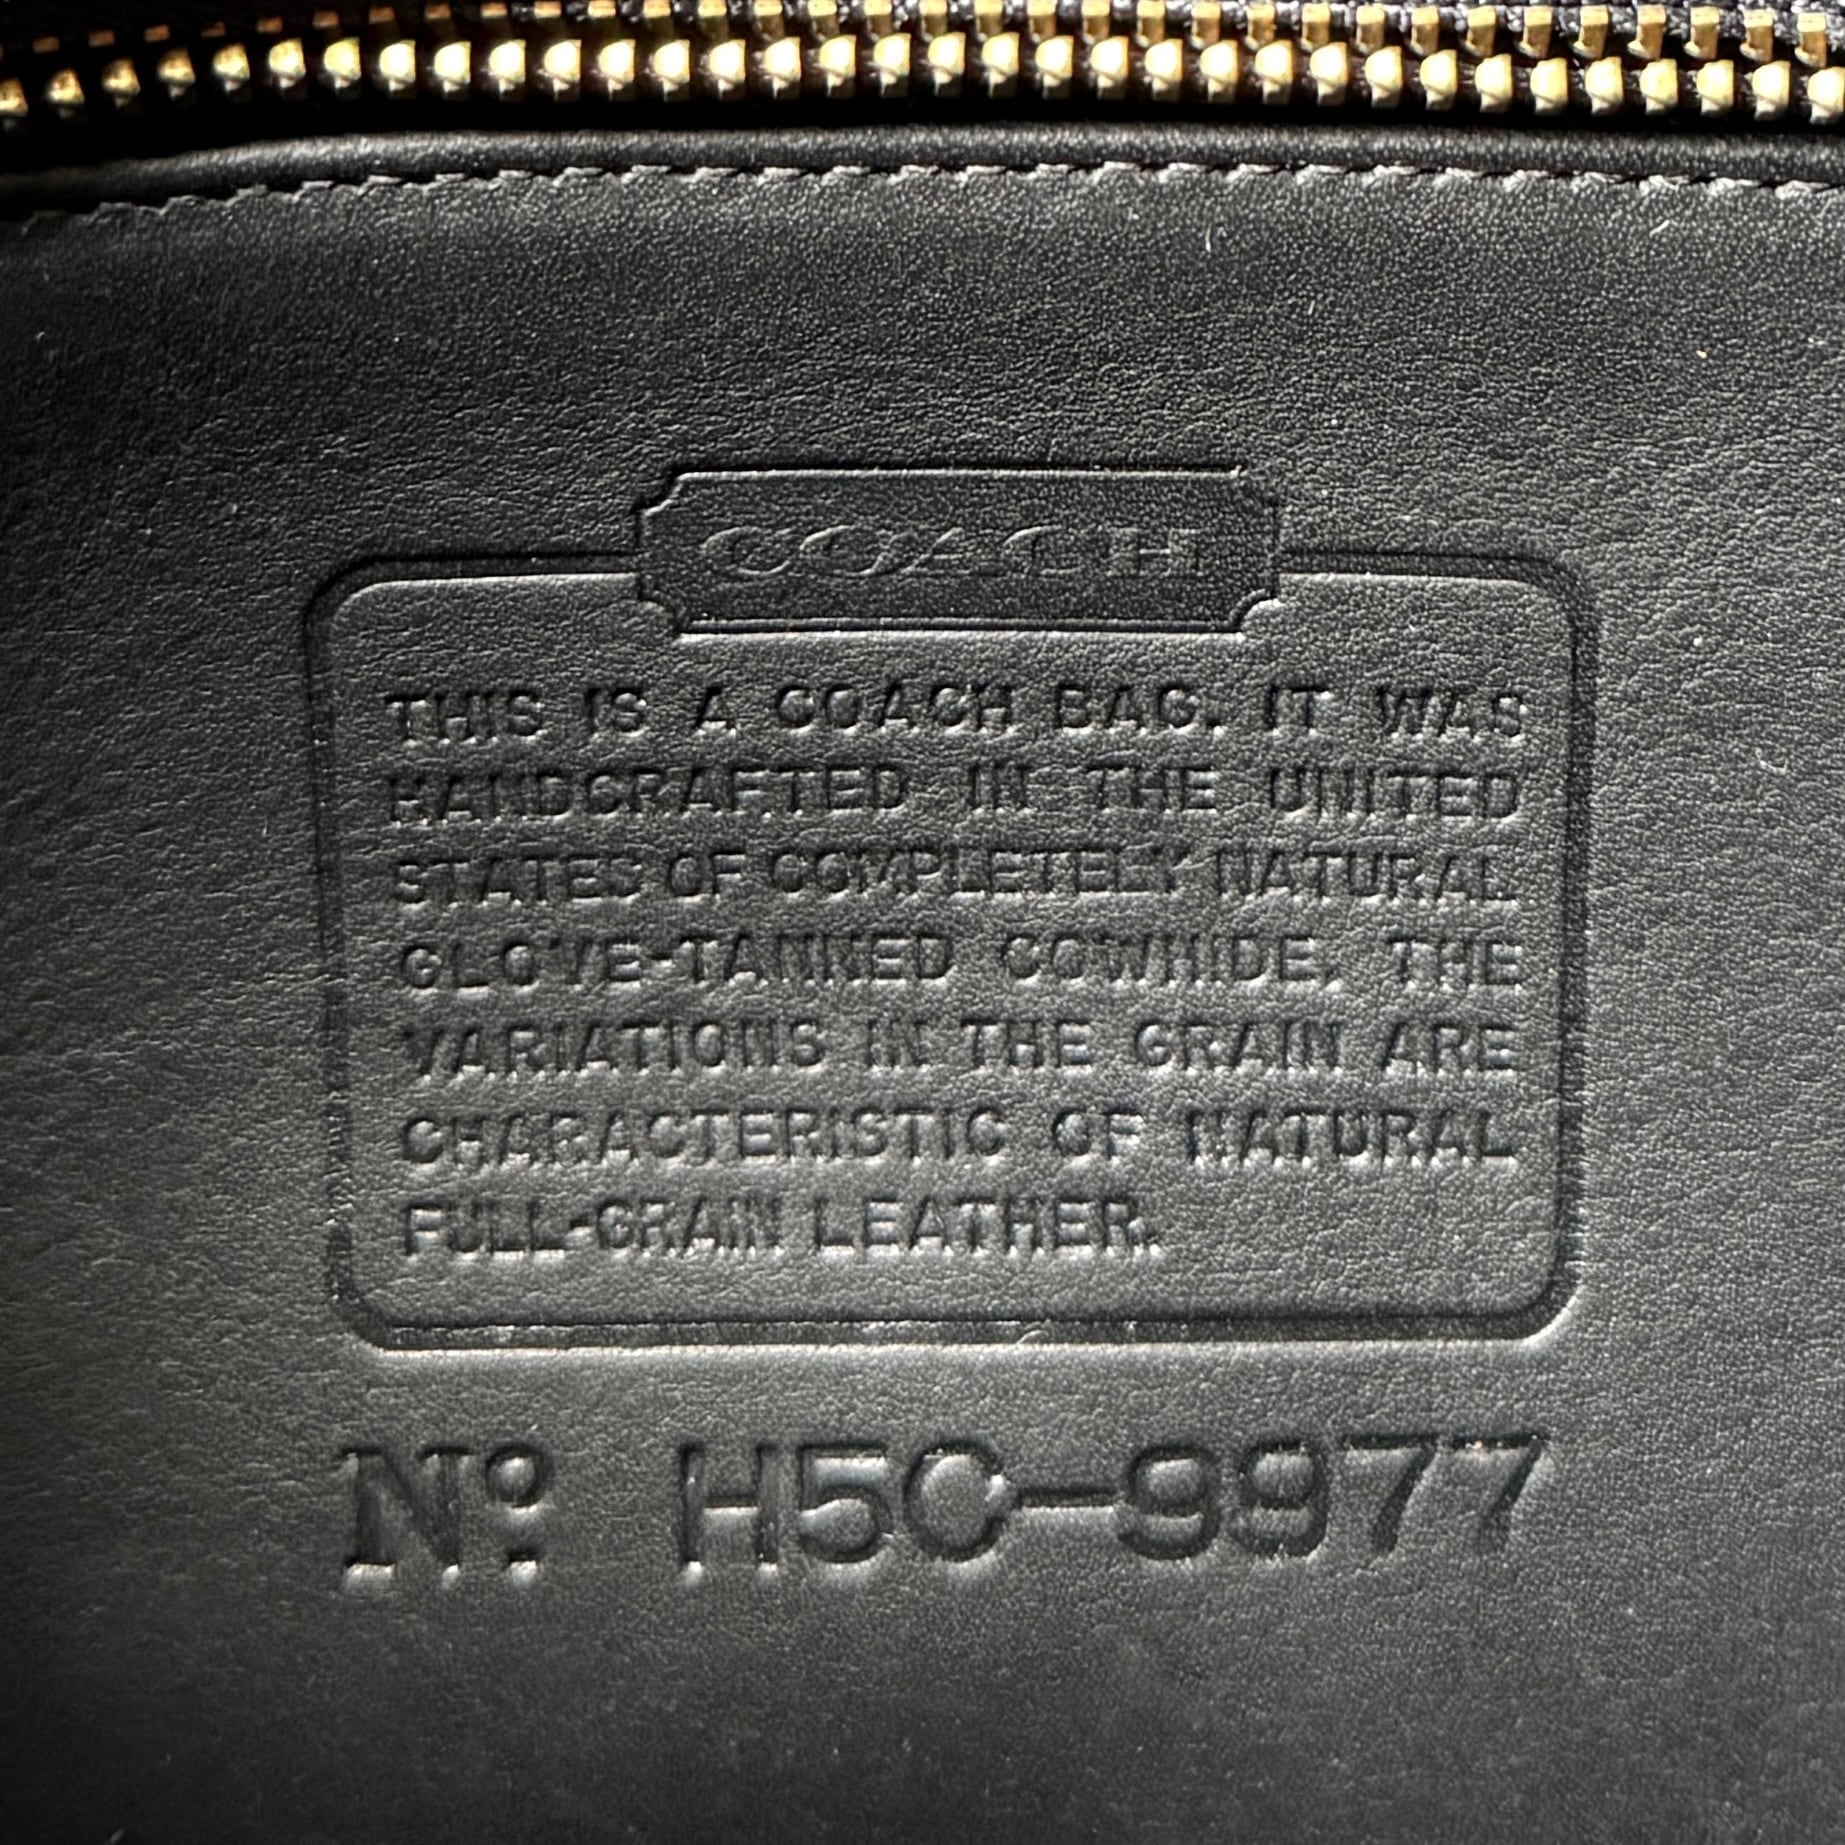 COACH
THIS IS A COACH BAG. IT WAS
HANDCRAFTED IN THE UNITED
STATES OF COMPLETELY NATURAL
GLOVE-TANNED COWHIDE. THE
VARIATIONS IN THE GRAIN ARE
CHARACTERISTIC OF NATURAL
FULL-GRAIN LEATHER.
Nº H5C-9977